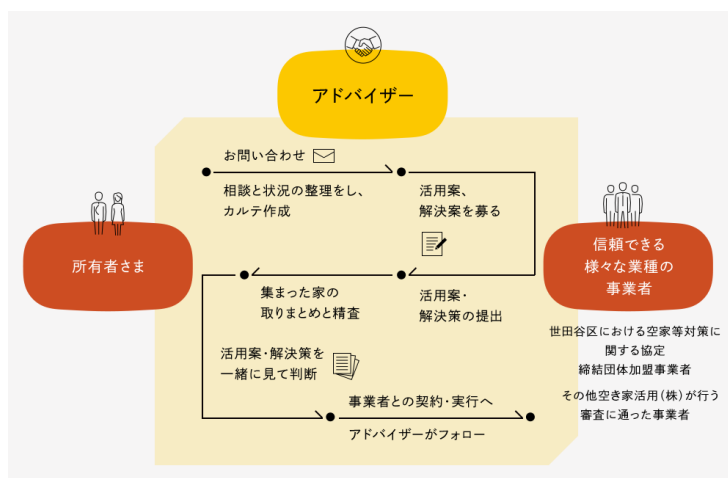 アドバイザー
お問い合わせ
相談と状況の整理をし、
カルテ作成
活用案、
解決案を募る
所有者さま
信頼できる
様々な業種の
事業者
集まった家の
取りまとめと精査
活用案・
解決策の提出
世田谷区における空家等対策に
関する協定
締結団体加盟事業者
その他空き家活用(株)が行う
審査に通った事業者
活用案・解決策を
一緒に見て判断
事業者との契約・実行へ
アドバイザーがフォロー